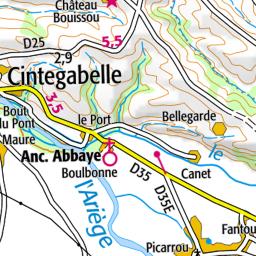 Château
Bouissou
D25
2,9
5,5
Cintegabelle
3,5
Bout
du Pont
Maure
le Port
Bellegarde
le
Anc. Abbaye
Boulbonne
D35
Canet
l'Ariège
D35E
Fantou
Picarrou